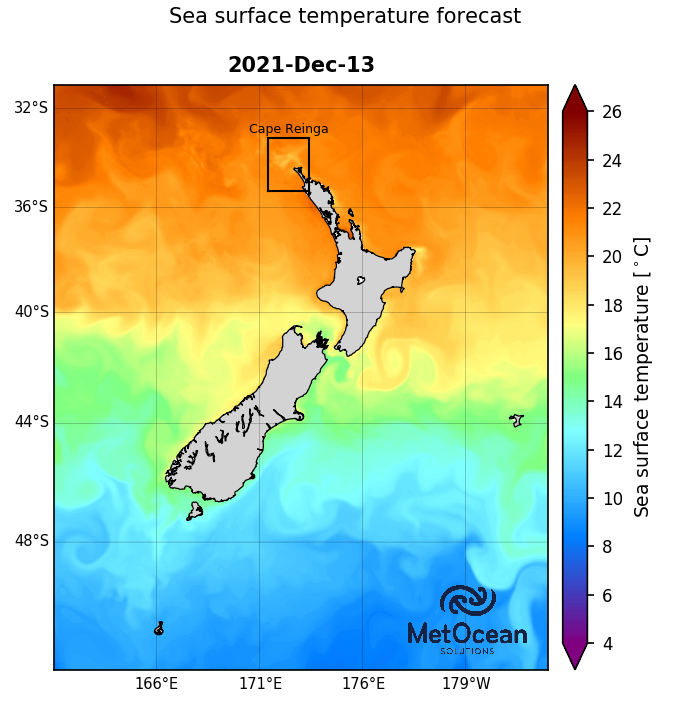 Sea surface temperature forecast
2021-Dec-13
32°S
36°S
40°S
44°S
48°S
Cape Reinga
MetOcean
SOLUTIONS
166°E
171°E
176°E
179°W
26
24
22
20
18
16
14
12
10
8
6
4
Sea surface temperature [°C]